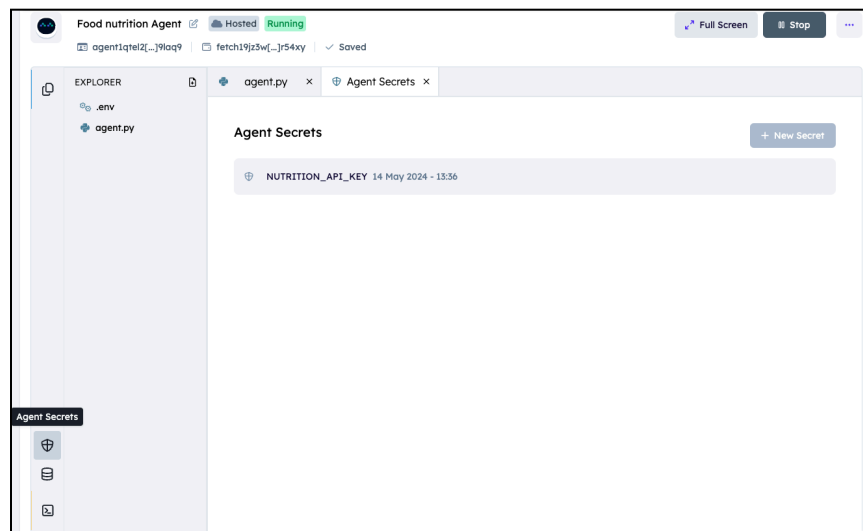 Food nutrition Agent Hosted Running
Full Screen Stop
agent1qtel2[...]9laq9 fetch19jz3w[...]r54xy Saved
EXPLORER
.env
agent.py
agent.py × Agent Secrets ×
Agent Secrets
+ New Secret
NUTRITION_API_KEY 14 May 2024 - 13:36
Agent Secrets